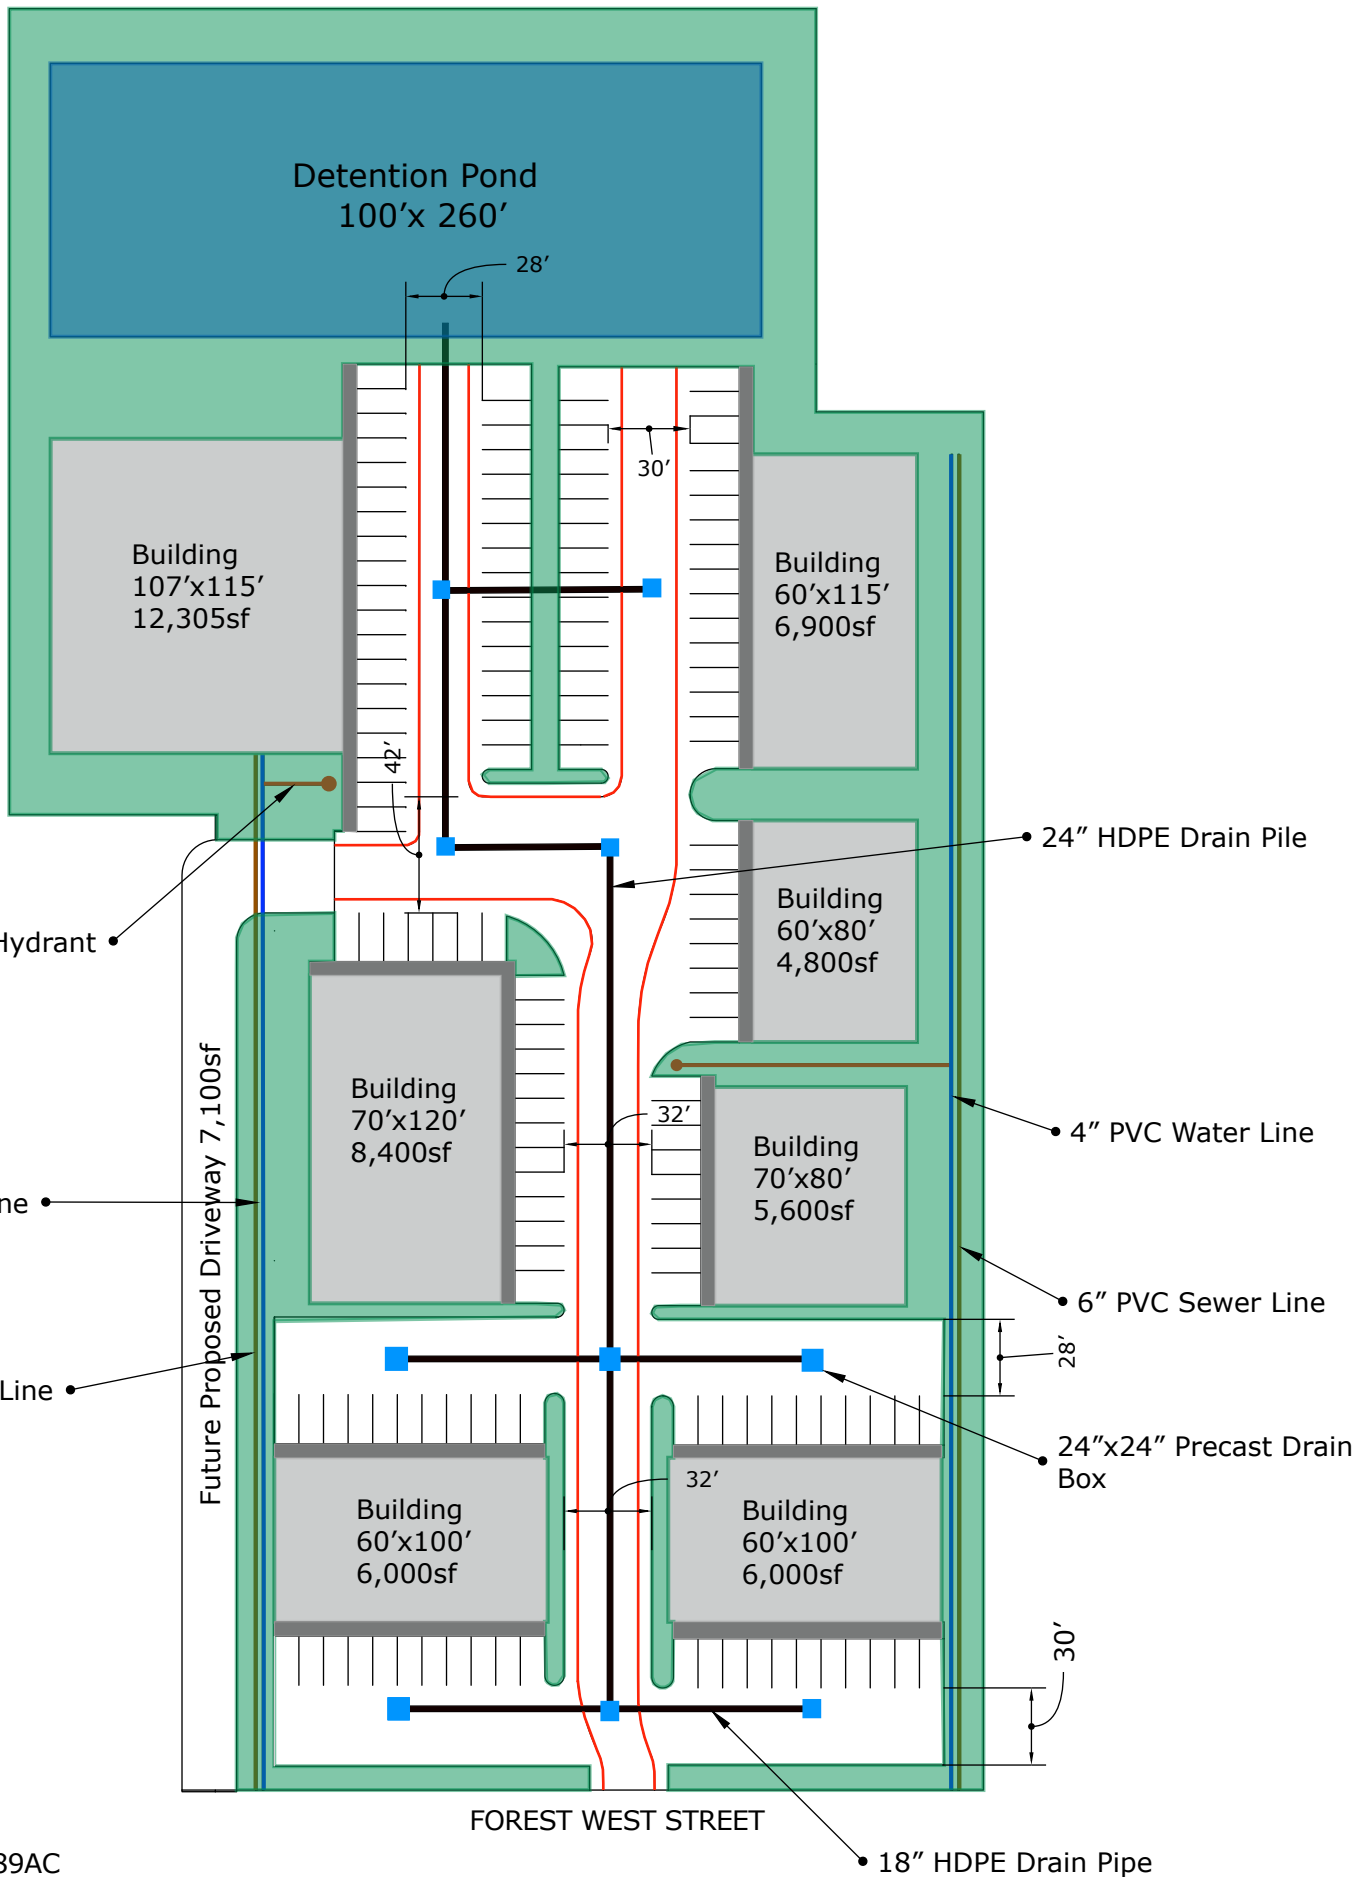 Detention Pond
100’x 260’
28’
30’
Building
107’x115’
12,305sf
Building
60’x115’
6,900sf
42’
24” HDPE Drain Pile
Building
60’x80’
4,800sf
Hydrant
Future Proposed Driveway 7,100sf
Building
70’x120’
8,400sf
32’
4” PVC Water Line
Building
70’x80’
5,600sf
6” PVC Sewer Line
28’
Line
24”x24” Precast Drain
Box
32’
Building
60’x100’
6,000sf
Building
60’x100’
6,000sf
30’
FOREST WEST STREET
18” HDPE Drain Pipe
39AC